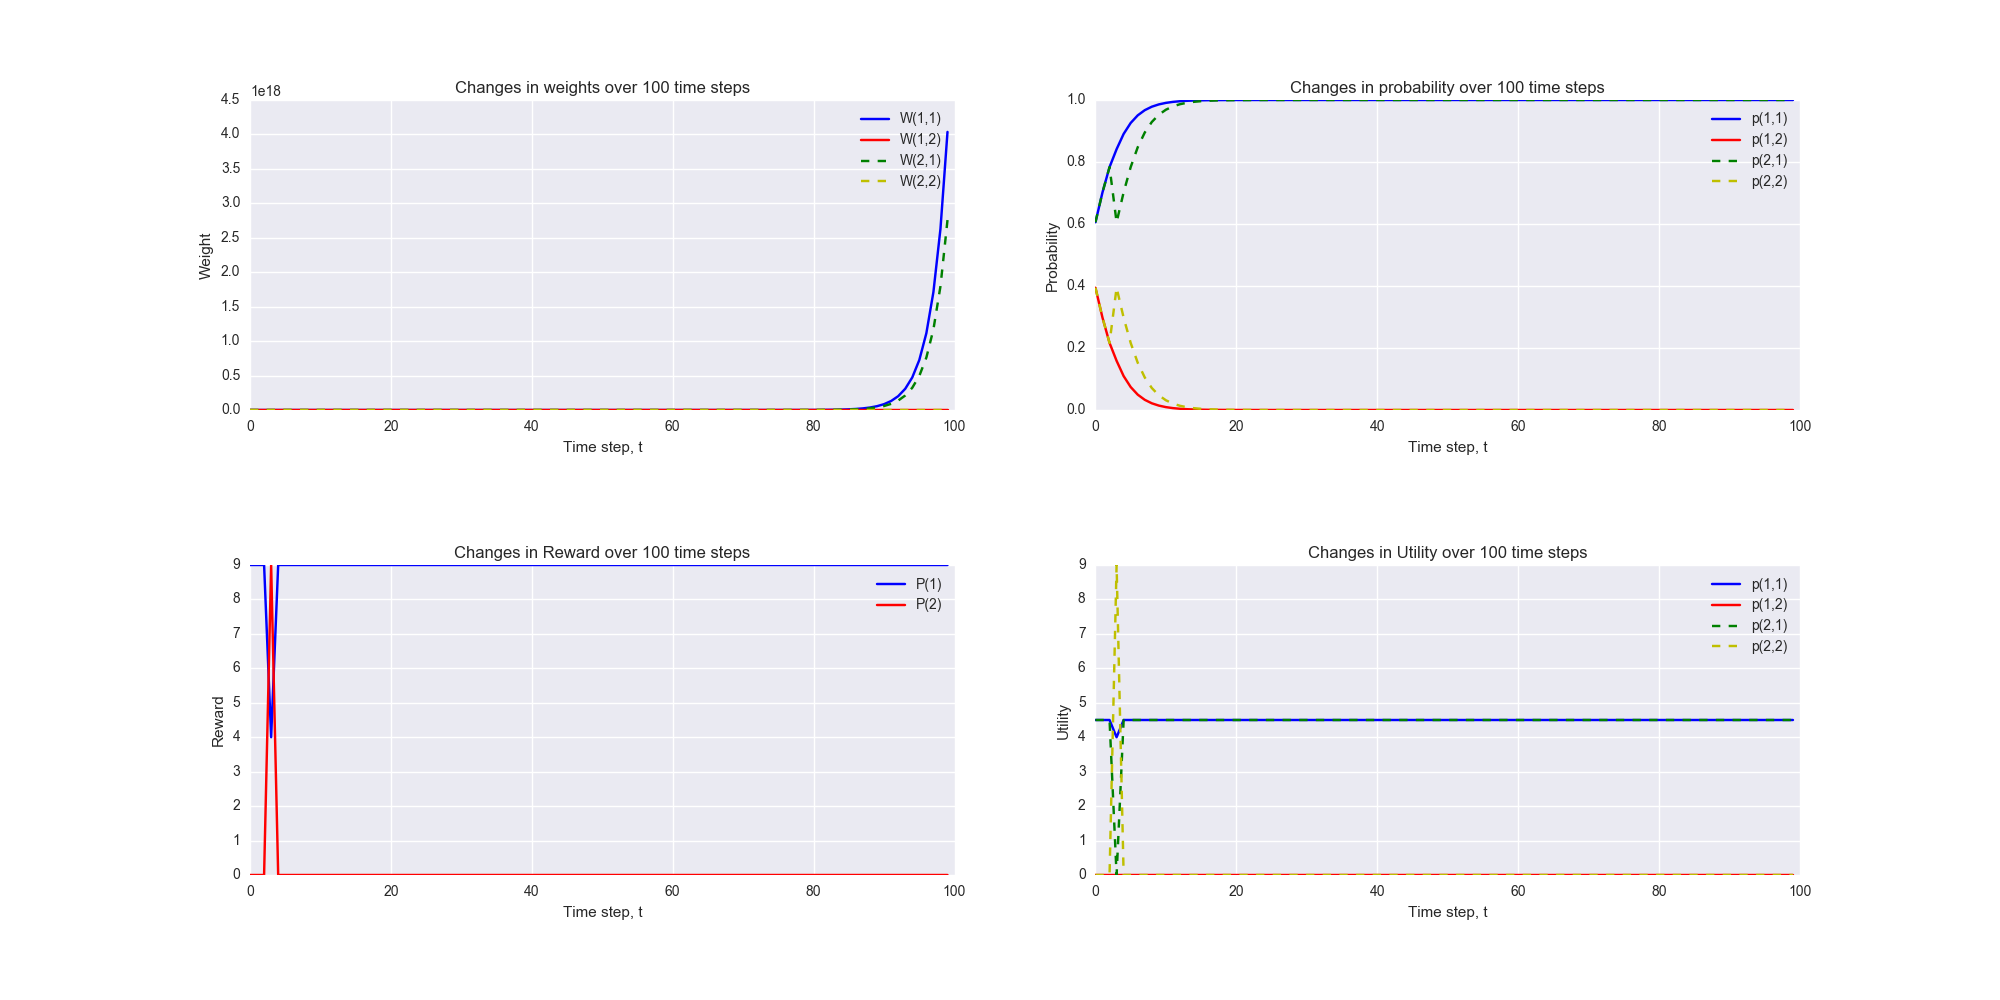 Changes in weights over 100 time steps
1e18
4.5
4.0
3.5
3.0
2.5
2.0
1.5
1.0
0.5
0.0
Weight
0 20 40 60 80 100
Time step, t
W(1,1)
W(1,2)
W(2,1)
W(2,2)
Changes in probability over 100 time steps
1.0
0.8
0.6
0.4
0.2
0.0
Probability
0 20 40 60 80 100
Time step, t
p(1,1)
p(1,2)
p(2,1)
p(2,2)
Changes in Reward over 100 time steps
9
8
7
6
5
4
3
2
1
0
Reward
0 20 40 60 80 100
Time step, t
P(1)
P(2)
Changes in Utility over 100 time steps
9
8
7
6
5
4
3
2
1
0
Utility
0 20 40 60 80 100
Time step, t
p(1,1)
p(1,2)
p(2,1)
p(2,2)